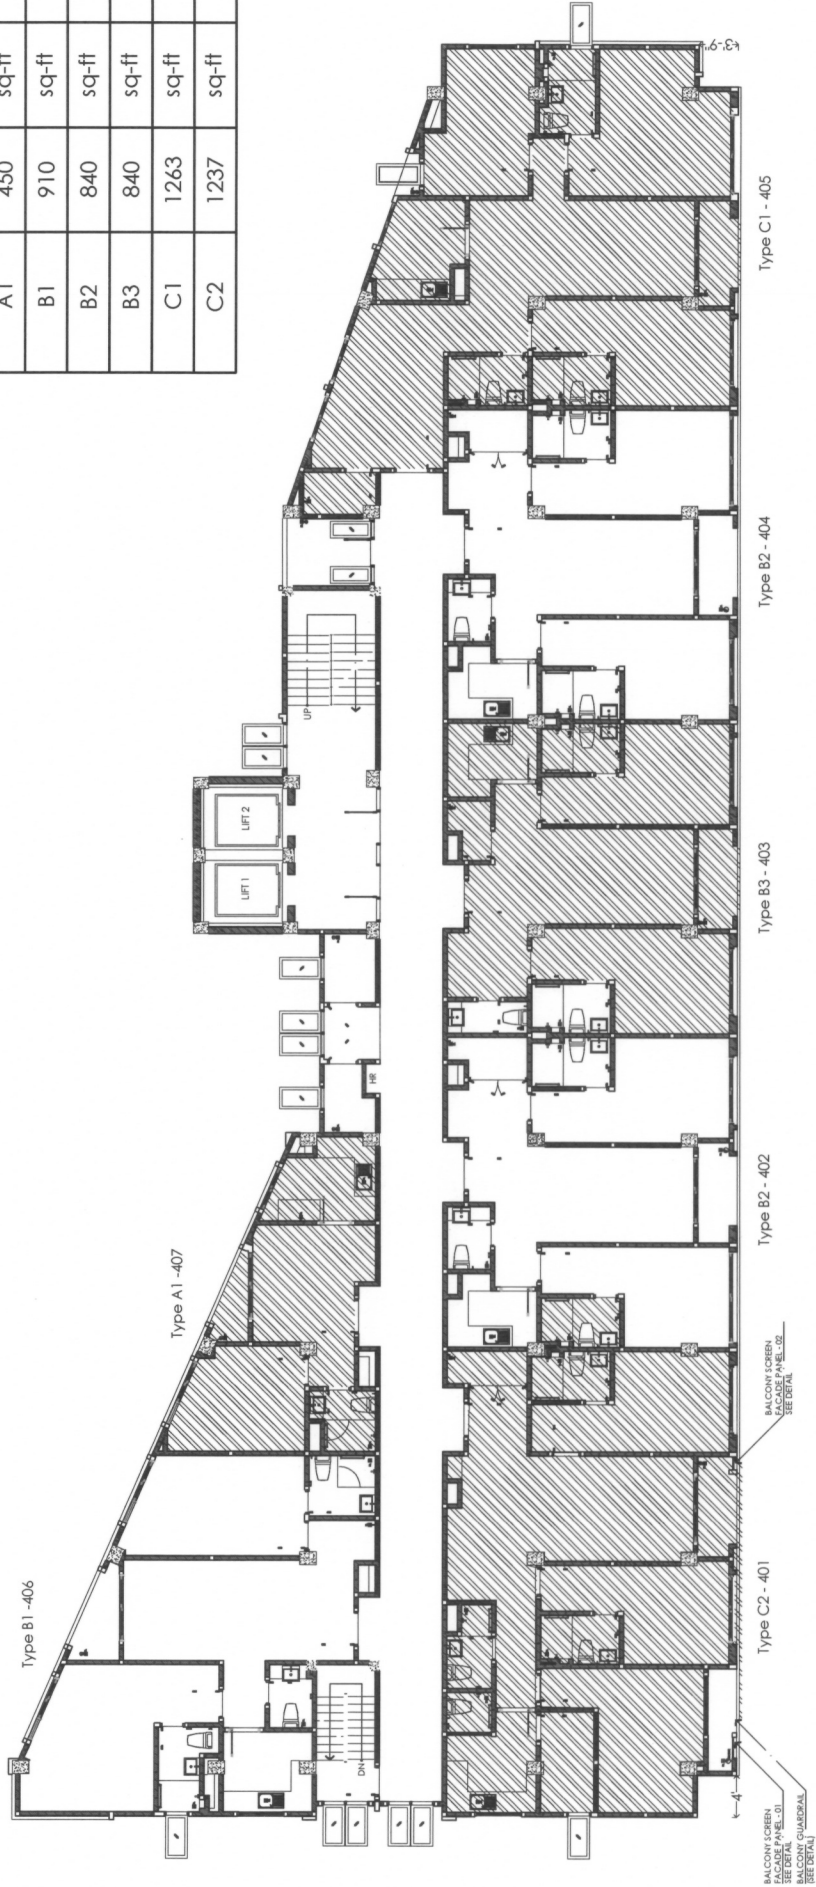 A1 450 sq-ft
B1 910 sq-ft
B2 840 sq-ft
B3 840 sq-ft
C1 1263 sq-ft
C2 1237 sq-ft
Type B1 -406
Type A1 -407
HR
LIFT 1
LIFT 2
UP
DN
3'-9"
4'
Type C2 - 401
Type B2 - 402
Type B3 - 403
Type B2 - 404
Type C1 - 405
BALCONY SCREEN
FACADE PANEL - 01
SEE DETAIL
BALCONY GUARDRAIL
(SEE DETAIL)
BALCONY SCREEN
FACADE PANEL - 02
SEE DETAIL